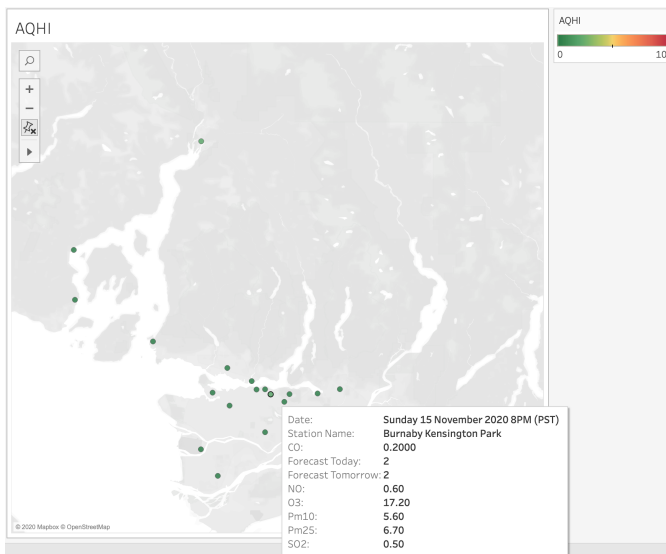 AQHI
AQHI
0 10
+
−
Date: Sunday 15 November 2020 8PM (PST)
Station Name: Burnaby Kensington Park
CO: 0.2000
Forecast Today: 2
Forecast Tomorrow: 2
NO: 0.60
O3: 17.20
Pm10: 5.60
Pm25: 6.70
SO2: 0.50
© 2020 Mapbox © OpenStreetMap